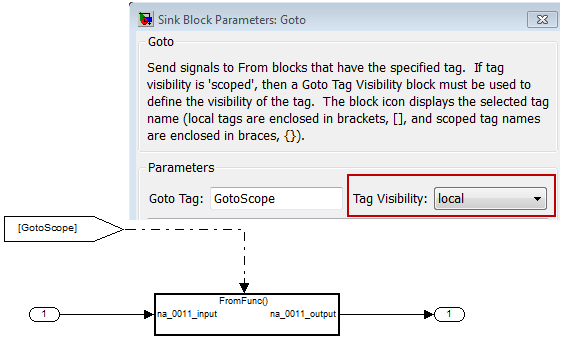 Sink Block Parameters: Goto
Goto
Send signals to From blocks that have the specified tag.  If tag
visibility is 'scoped', then a Goto Tag Visibility block must be used to
define the visibility of the tag.  The block icon displays the selected tag
name (local tags are enclosed in brackets, [], and scoped tag names
are enclosed in braces, {}).
Parameters
Goto Tag: GotoScope Tag Visibility: local
[GotoScope]
FromFunc()
1 na_0011_input na_0011_output 1